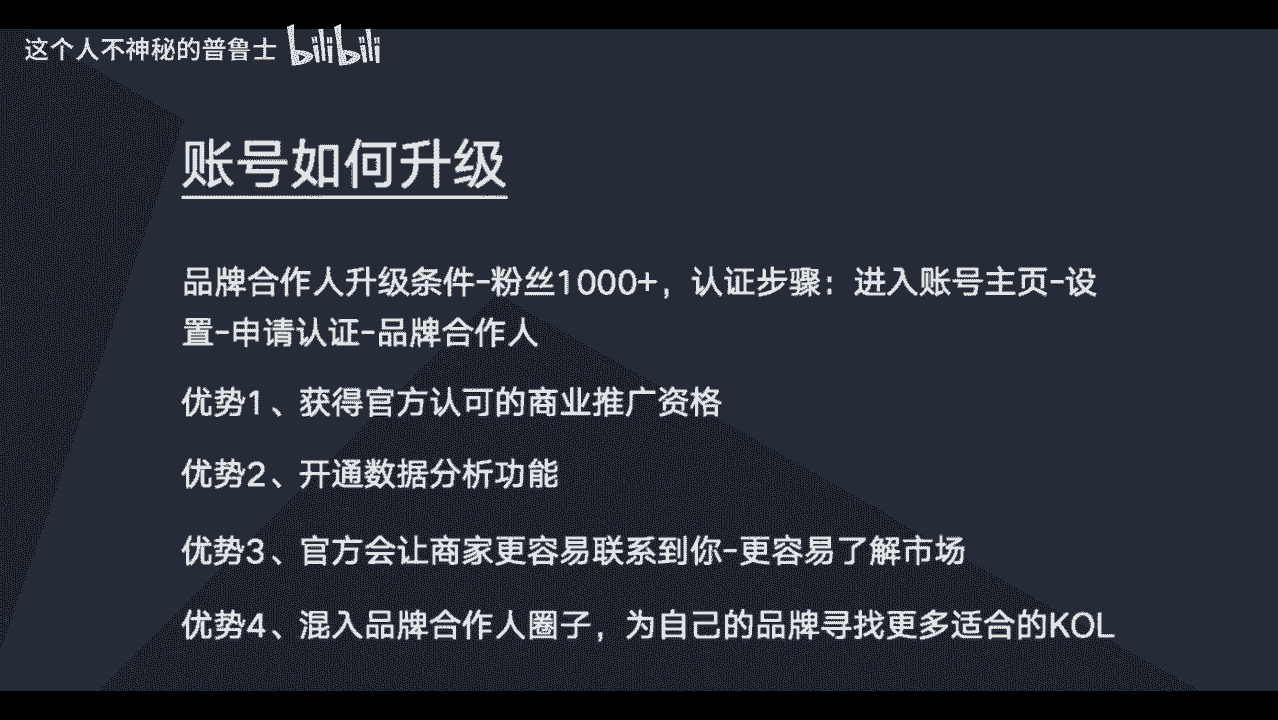 这个人不神秘的普鲁士 bilibili
账号如何升级
品牌合作人升级条件-粉丝1000+，认证步骤：进入账号主页-设
置-申请认证-品牌合作人
优势1、获得官方认可的商业推广资格
优势2、开通数据分析功能
优势3、官方会让商家更容易联系到你-更容易了解市场
优势4、混入品牌合作人圈子，为自己的品牌寻找更多适合的KOL